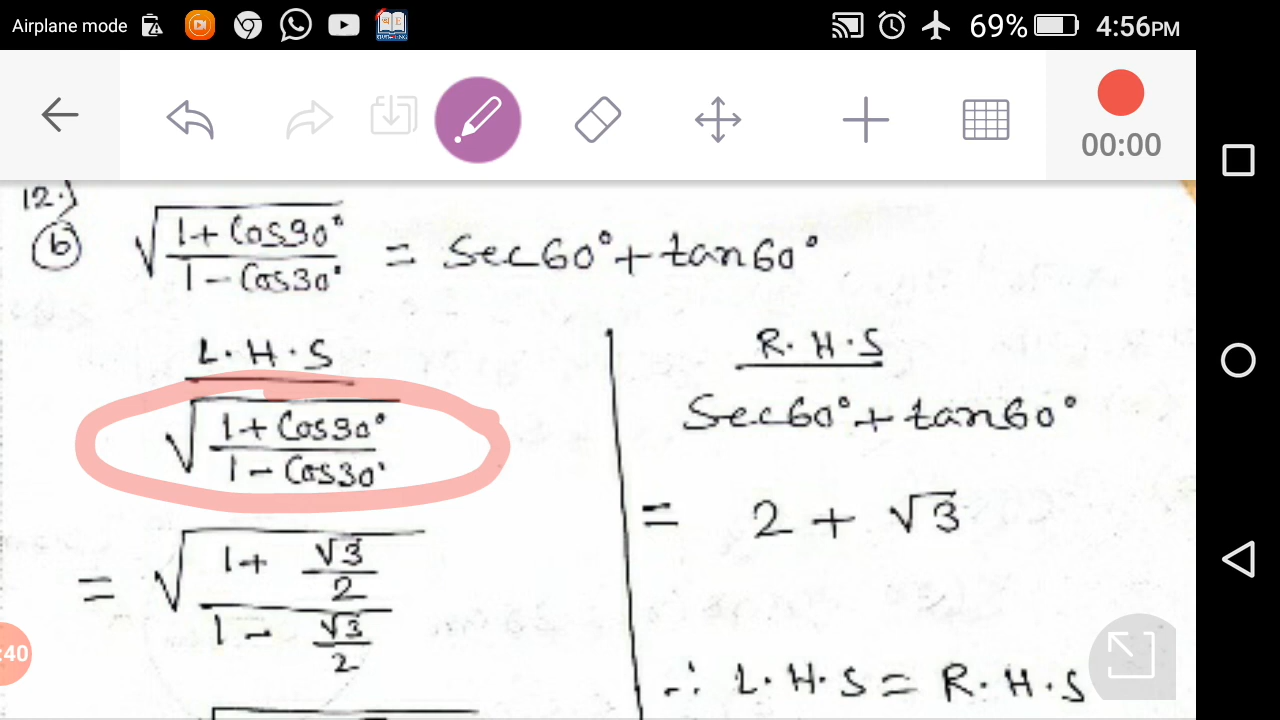 Airplane mode 69% 4:56PM
00:00
12.)
(b) √((1 + Cos30°)/(1 - Cos30°)) = Sec60° + tan60°
L.H.S
√((1 + Cos30°)/(1 - Cos30°))
= √((1 + √3/2)/(1 - √3/2))
R.H.S
Sec60° + tan60°
= 2 + √3
∴ L.H.S = R.H.S
:40